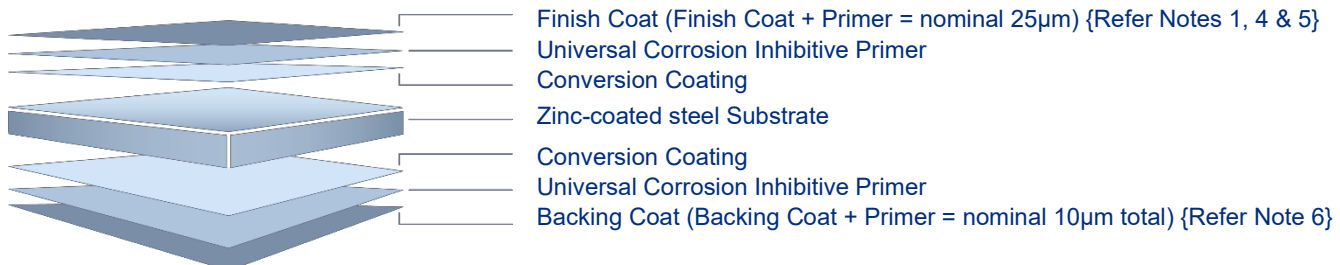 Finish Coat (Finish Coat + Primer = nominal 25µm) {Refer Notes 1, 4 & 5}
Universal Corrosion Inhibitive Primer
Conversion Coating
Zinc-coated steel Substrate
Conversion Coating
Universal Corrosion Inhibitive Primer
Backing Coat (Backing Coat + Primer = nominal 10µm total) {Refer Note 6}